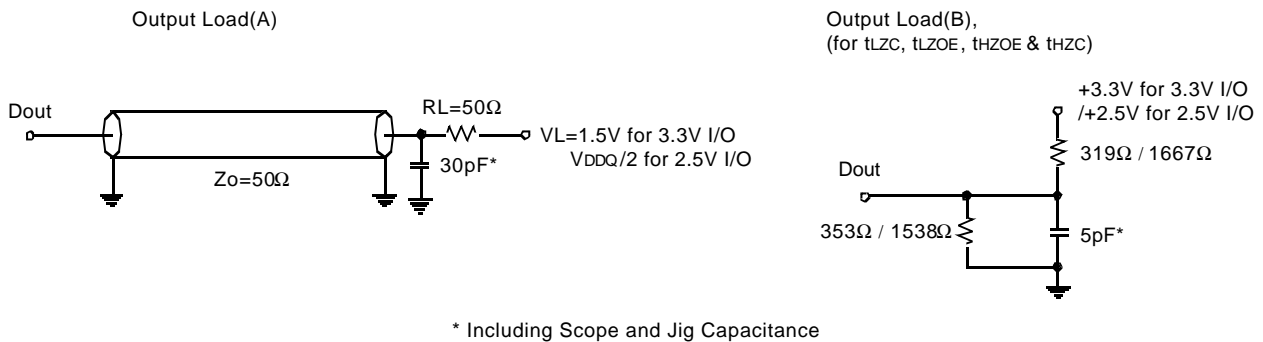 Output Load(A)
Dout
Zo=50Ω
RL=50Ω
30pF*
VL=1.5V for 3.3V I/O
VDDQ/2 for 2.5V I/O
Output Load(B),
(for tLZC, tLZOE, tHZOE & tHZC)
+3.3V for 3.3V I/O
/+2.5V for 2.5V I/O
319Ω / 1667Ω
Dout
353Ω / 1538Ω
5pF*
* Including Scope and Jig Capacitance